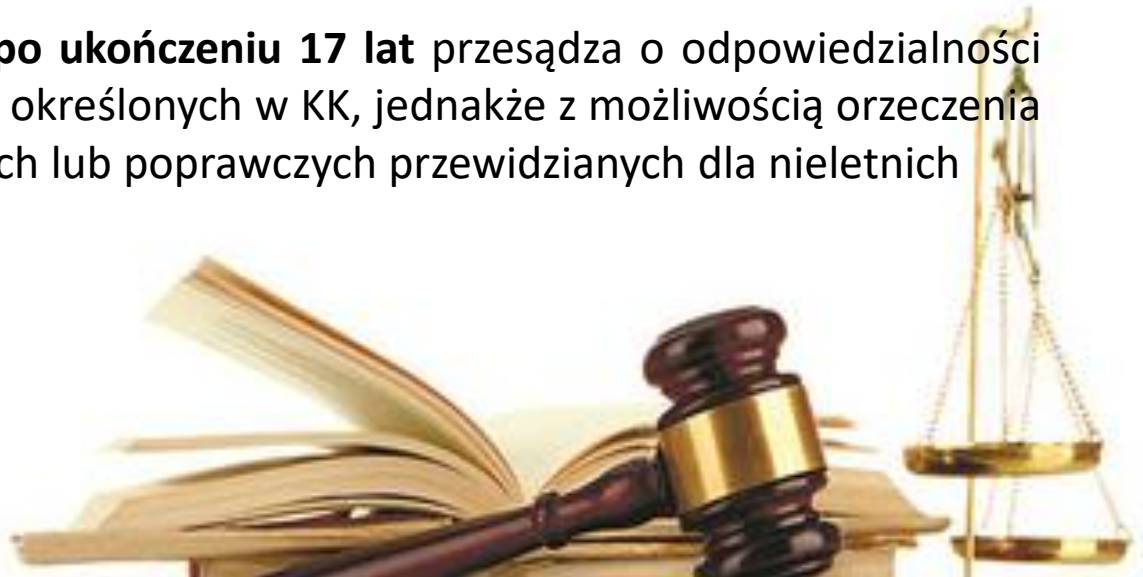 po ukończeniu 17 lat przesądza o odpowiedzialności
określonych w KK, jednakże z możliwością orzeczenia
ch lub poprawczych przewidzianych dla nieletnich